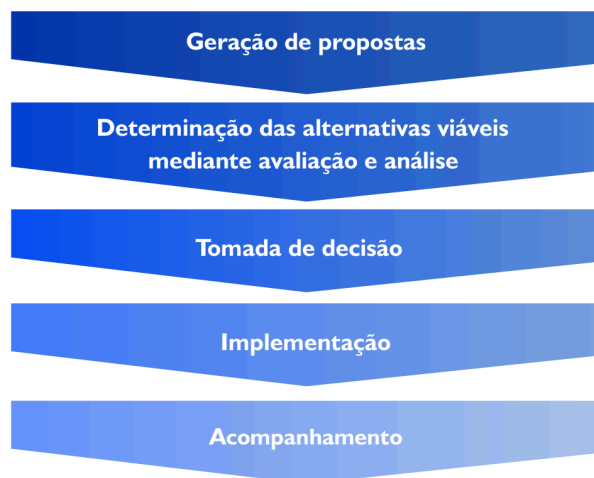 Geração de propostas
Determinação das alternativas viáveis
mediante avaliação e análise
Tomada de decisão
Implementação
Acompanhamento